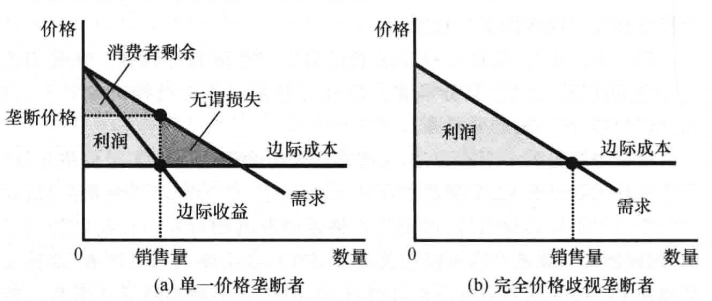 价格
消费者剩余
无谓损失
垄断价格
利润
边际成本
需求
边际收益
0
销售量
数量
(a) 单一价格垄断者
价格
利润
边际成本
需求
0
销售量
数量
(b) 完全价格歧视垄断者